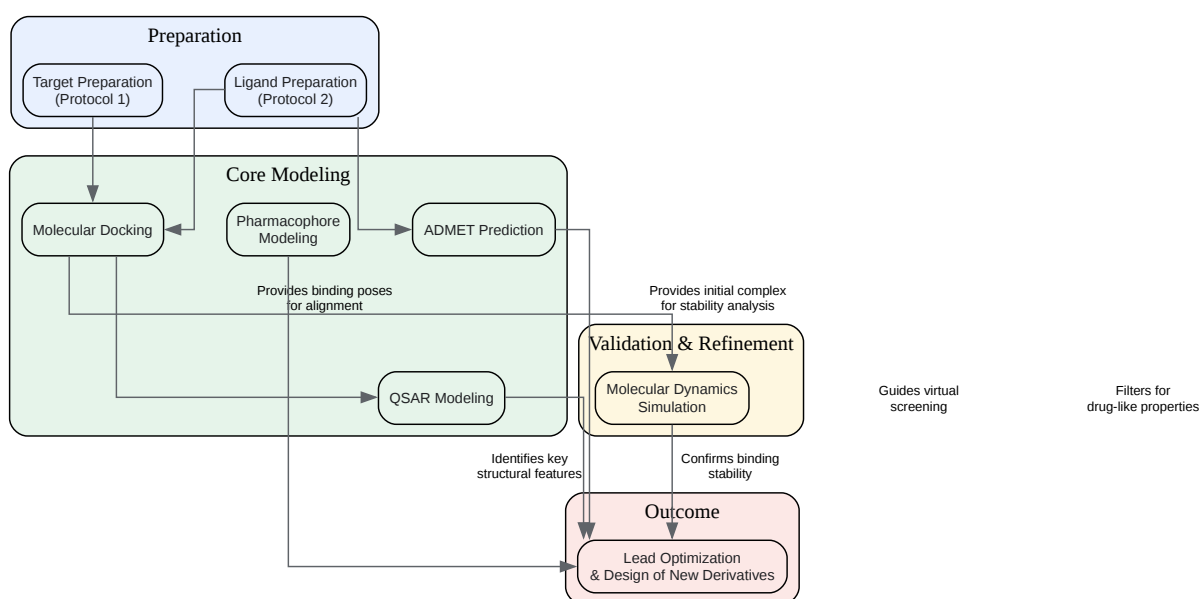 Preparation
Target Preparation
(Protocol 1)
Ligand Preparation
(Protocol 2)
Core Modeling
Molecular Docking
Pharmacophore
Modeling
ADMET Prediction
Provides binding poses
for alignment
Provides initial complex
for stability analysis
Validation & Refinement
QSAR Modeling
Molecular Dynamics
Simulation
Guides virtual
screening
Filters for
drug-like properties
Identifies key
structural features
Confirms binding
stability
Outcome
Lead Optimization
& Design of New Derivatives